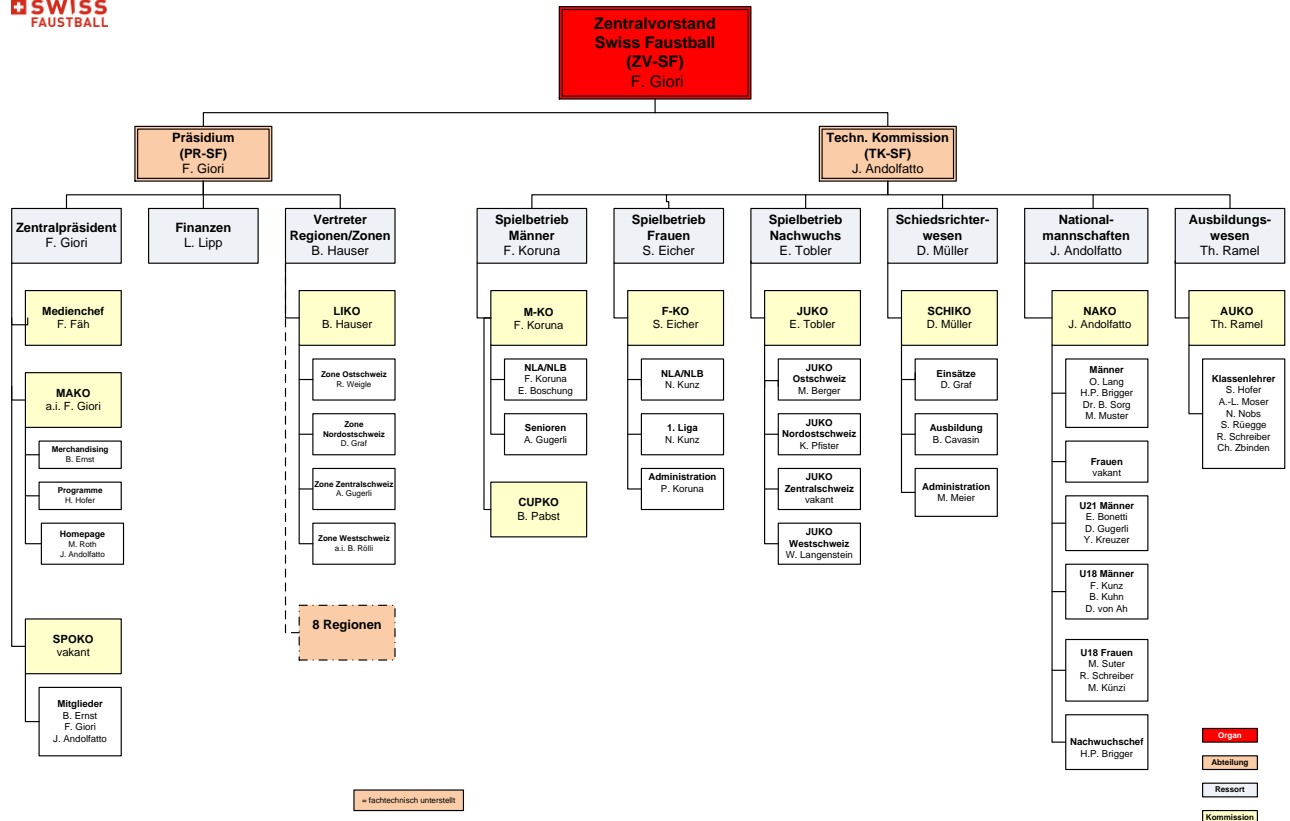 SWISS
FAUSTBALL
Zentralvorstand
Swiss Faustball
(ZV-SF)
F. Giori
Präsidium
(PR-SF)
F. Giori
Techn. Kommission
(TK-SF)
J. Andolfatto
Zentralpräsident
F. Giori
Finanzen
L. Lipp
Vertreter
Regionen/Zonen
B. Hauser
Spielbetrieb
Männer
F. Koruna
Spielbetrieb
Frauen
S. Eicher
Spielbetrieb
Nachwuchs
E. Tobler
Schiedsrichter-
wesen
D. Müller
National-
mannschaften
J. Andolfatto
Ausbildungs-
wesen
Th. Ramel
Medienchef
F. Fäh
MAKO
a.i. F. Giori
Merchandising
B. Ernst
Programme
H. Hofer
Homepage
M. Roth
J. Andolfatto
SPOKO
vakant
Mitglieder
B. Ernst
F. Giori
J. Andolfatto
LIKO
B. Hauser
Zone Ostschweiz
R. Weigle
Zone
Nordostschweiz
D. Graf
Zone Zentralschweiz
A. Gugerli
Zone Westschweiz
a.i. B. Rölli
8 Regionen
M-KO
F. Koruna
NLA/NLB
F. Koruna
E. Boschung
Senioren
A. Gugerli
CUPKO
B. Pabst
F-KO
S. Eicher
NLA/NLB
N. Kunz
1. Liga
N. Kunz
Administration
P. Koruna
JUKO
E. Tobler
JUKO
Ostschweiz
M. Berger
JUKO
Nordostschweiz
K. Pfister
JUKO
Zentralschweiz
vakant
JUKO
Westschweiz
W. Langenstein
SCHIKO
D. Müller
Einsätze
D. Graf
Ausbildung
B. Cavasin
Administration
M. Meier
NAKO
J. Andolfatto
Männer
O. Lang
H.P. Brigger
Dr. B. Sorg
M. Muster
Frauen
vakant
U21 Männer
E. Bonetti
D. Gugerli
Y. Kreuzer
U18 Männer
F. Kunz
B. Kuhn
D. von Ah
U18 Frauen
M. Suter
R. Schreiber
M. Künzi
Nachwuchschef
H.P. Brigger
AUKO
Th. Ramel
Klassenlehrer
S. Hofer
A.-L. Moser
N. Nobs
S. Rüegge
R. Schreiber
Ch. Zbinden
= fachtechnisch unterstellt
Organ
Abteilung
Ressort
Kommission